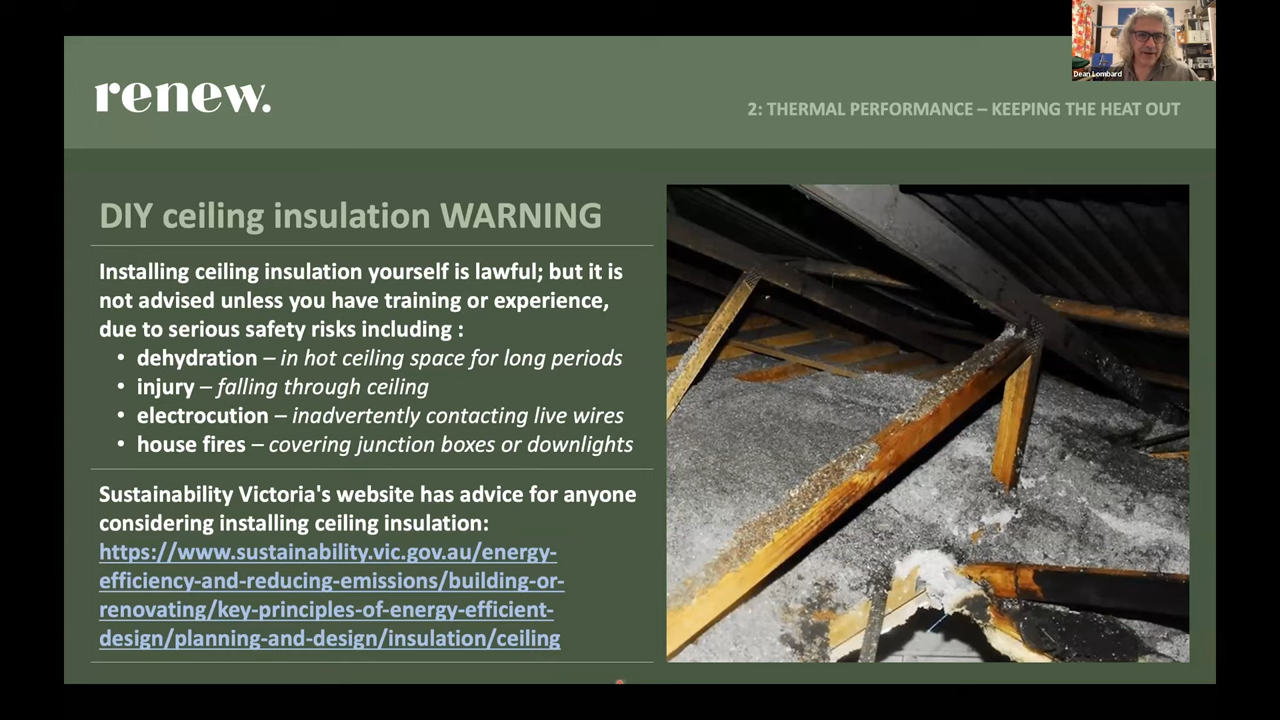 Dean Lombard
renew.
2: THERMAL PERFORMANCE – KEEPING THE HEAT OUT
DIY ceiling insulation WARNING
Installing ceiling insulation yourself is lawful; but it is
not advised unless you have training or experience,
due to serious safety risks including :
• dehydration – in hot ceiling space for long periods
• injury – falling through ceiling
• electrocution – inadvertently contacting live wires
• house fires – covering junction boxes or downlights
Sustainability Victoria's website has advice for anyone
considering installing ceiling insulation:
https://www.sustainability.vic.gov.au/energy-
efficiency-and-reducing-emissions/building-or-
renovating/key-principles-of-energy-efficient-
design/planning-and-design/insulation/ceiling